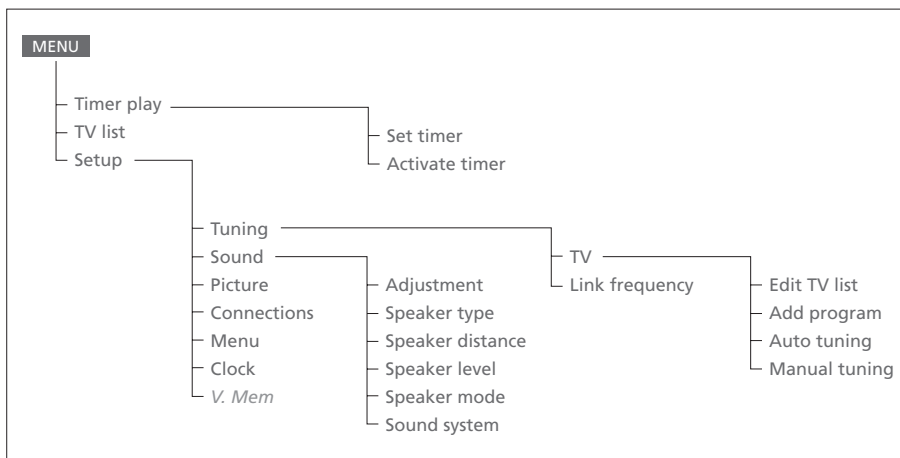 MENU
Timer play
TV list
Setup
Set timer
Activate timer
Tuning
Sound
Picture
Connections
Menu
Clock
V. Mem
Adjustment
Speaker type
Speaker distance
Speaker level
Speaker mode
Sound system
TV
Link frequency
Edit TV list
Add program
Auto tuning
Manual tuning